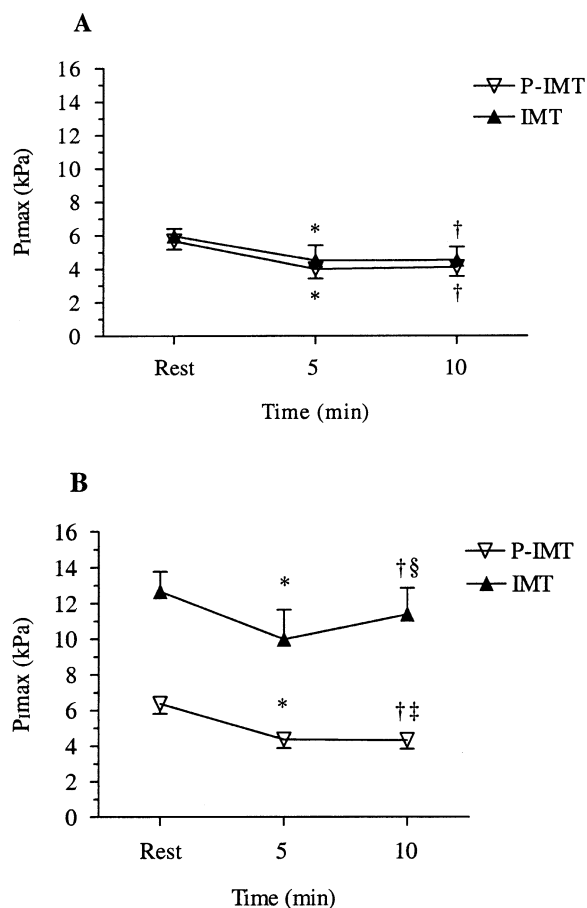 A
P-IMT
IMT
PImax (kPa)
16
14
12
10
8
6
4
2
0
*
†
*
†
Rest
5
10
Time (min)
B
P-IMT
IMT
PImax (kPa)
16
14
12
10
8
6
4
2
0
*
†§
*
†‡
Rest
5
10
Time (min)